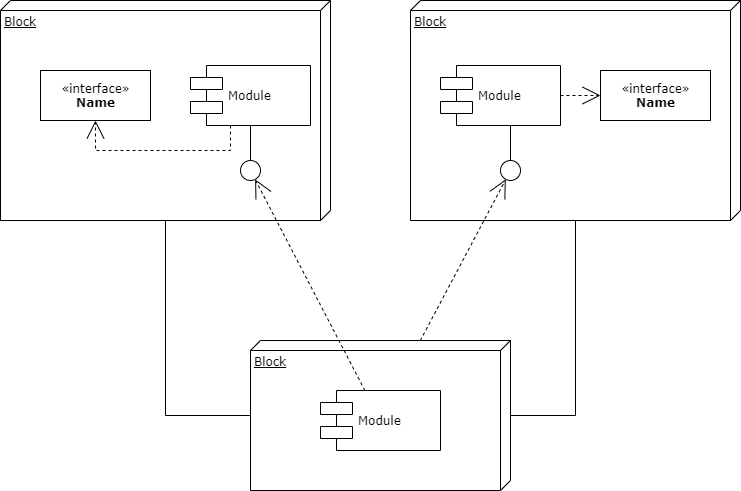 Block
«interface»
Name
Module
Block
Module
«interface»
Name
Block
Module